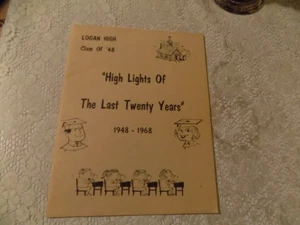 LOGAN HIGH
Class Of '48
"High Lights Of
The Last Twenty Years"
1948 - 1968